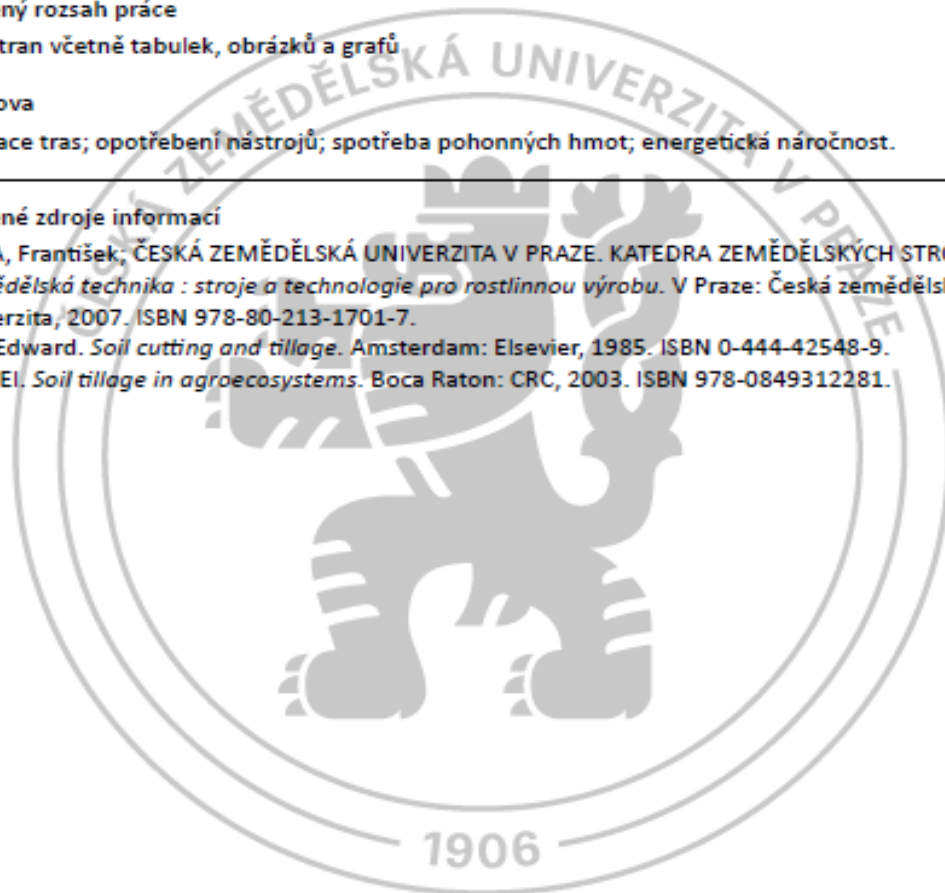 ný rozsah práce
tran včetně tabulek, obrázků a grafů
ova
ace tras; opotřebení nástrojů; spotřeba pohonných hmot; energetická náročnost.
né zdroje informací
, František; ČESKÁ ZEMĚDĚLSKÁ UNIVERZITA V PRAZE. KATEDRA ZEMĚDĚLSKÝCH STRO
ědělská technika : stroje a technologie pro rostlinnou výrobu. V Praze: Česká zemědělsk
erzita, 2007. ISBN 978-80-213-1701-7.
Edward. Soil cutting and tillage. Amsterdam: Elsevier, 1985. ISBN 0-444-42548-9.
EI. Soil tillage in agroecosystems. Boca Raton: CRC, 2003. ISBN 978-0849312281.
ČESKÁ ZEMĚDĚLSKÁ UNIVERZITA V PRAZE
1906